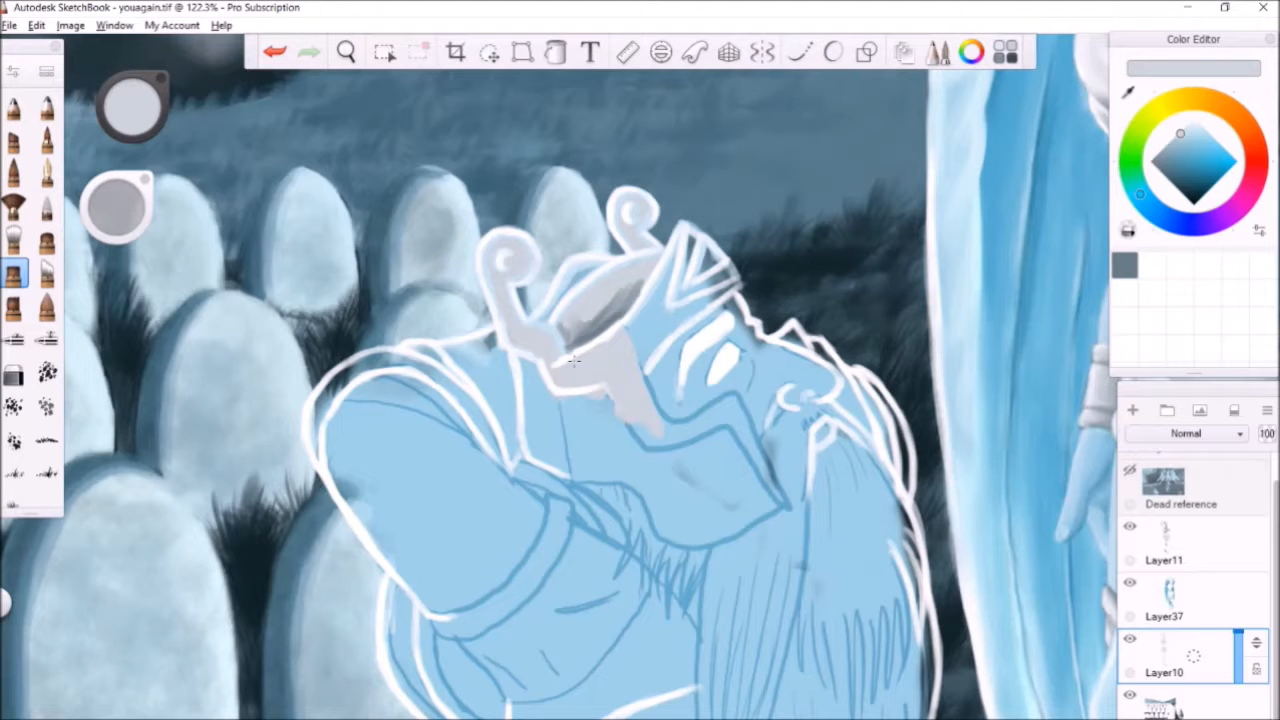 Autodesk SketchBook - youagain.tif @ 122.3% - Pro Subscription
File Edit Image Window My Account Help
T
Color Editor
Normal
100
Dead reference
Layer11
Layer37
Layer10